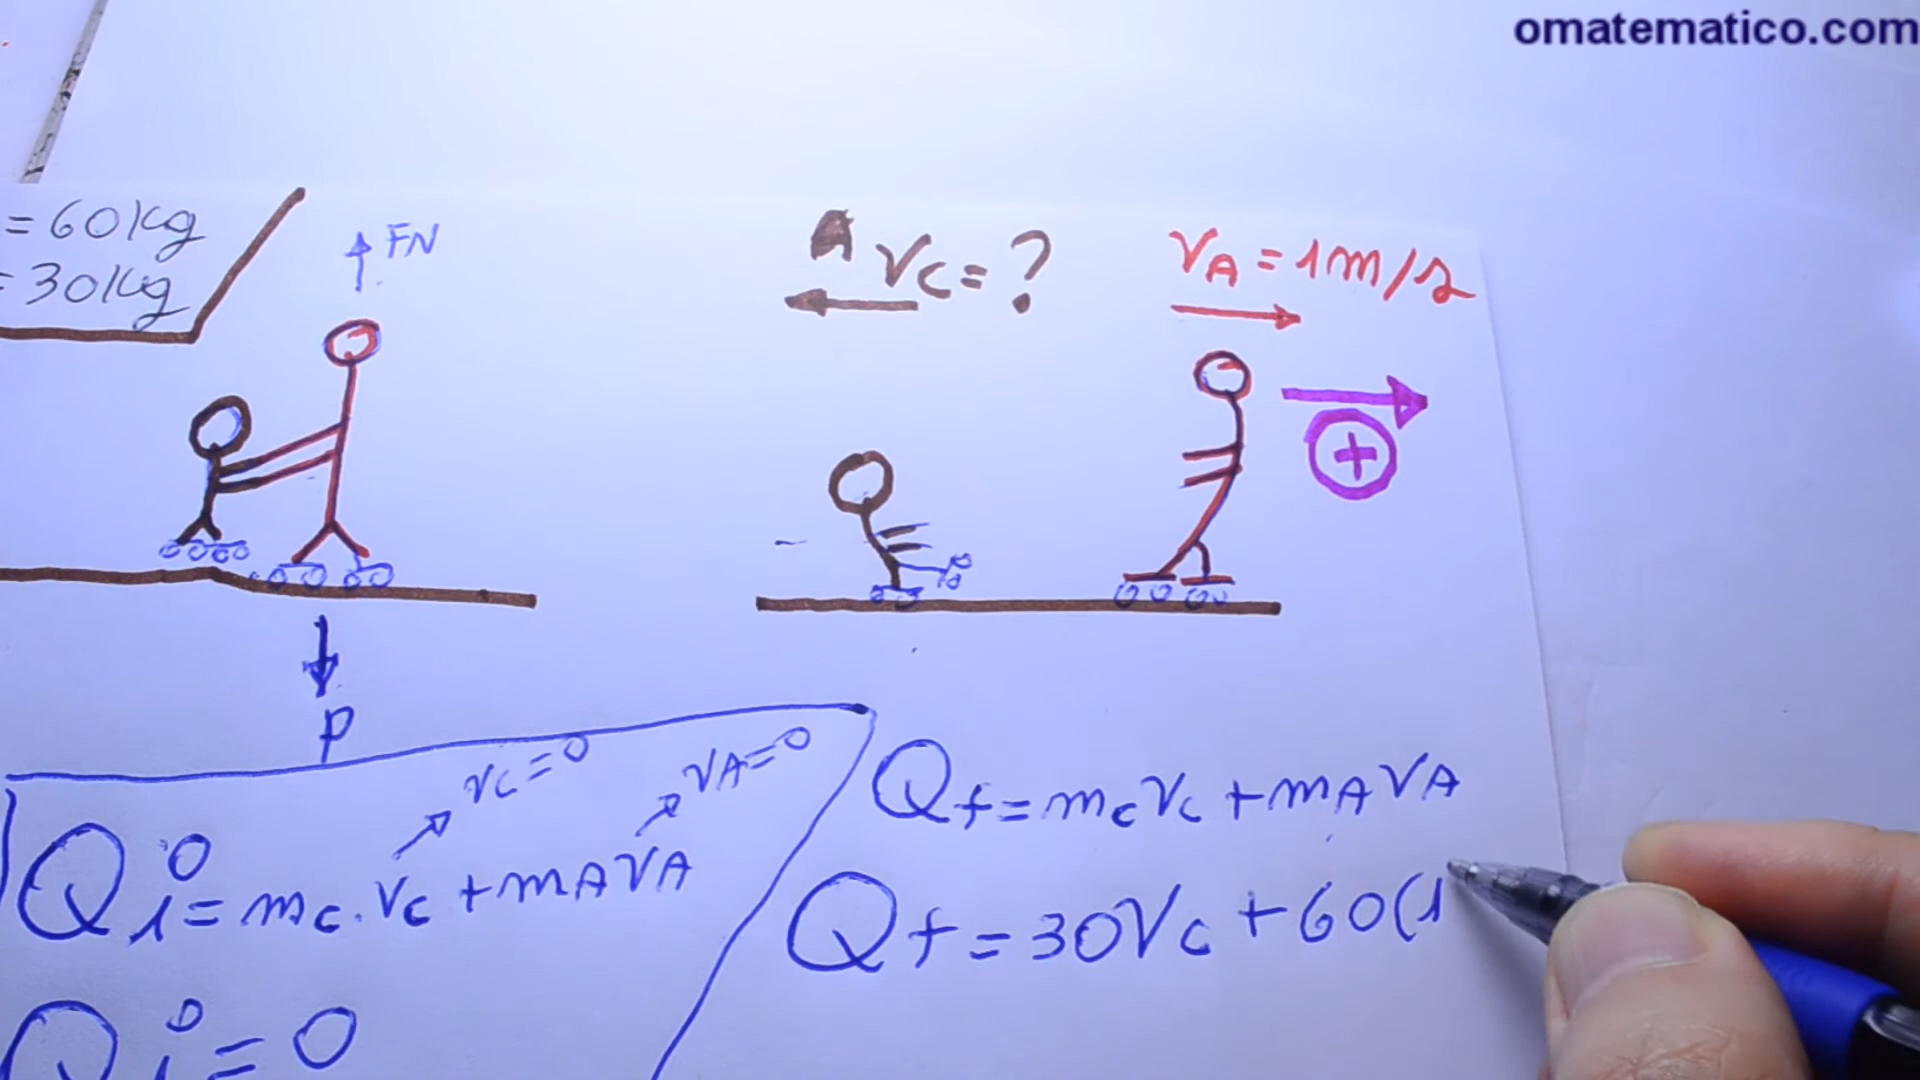 omatematico.com
= 60kg
= 30kg
FN
A
VC = ?
VA = 1m/s
+
P
VC = 0
VA = 0
Qi = mc . Vc + mAVA
Qi = 0
Qf = mcVc + mAVA
Qf = 30Vc + 60(1